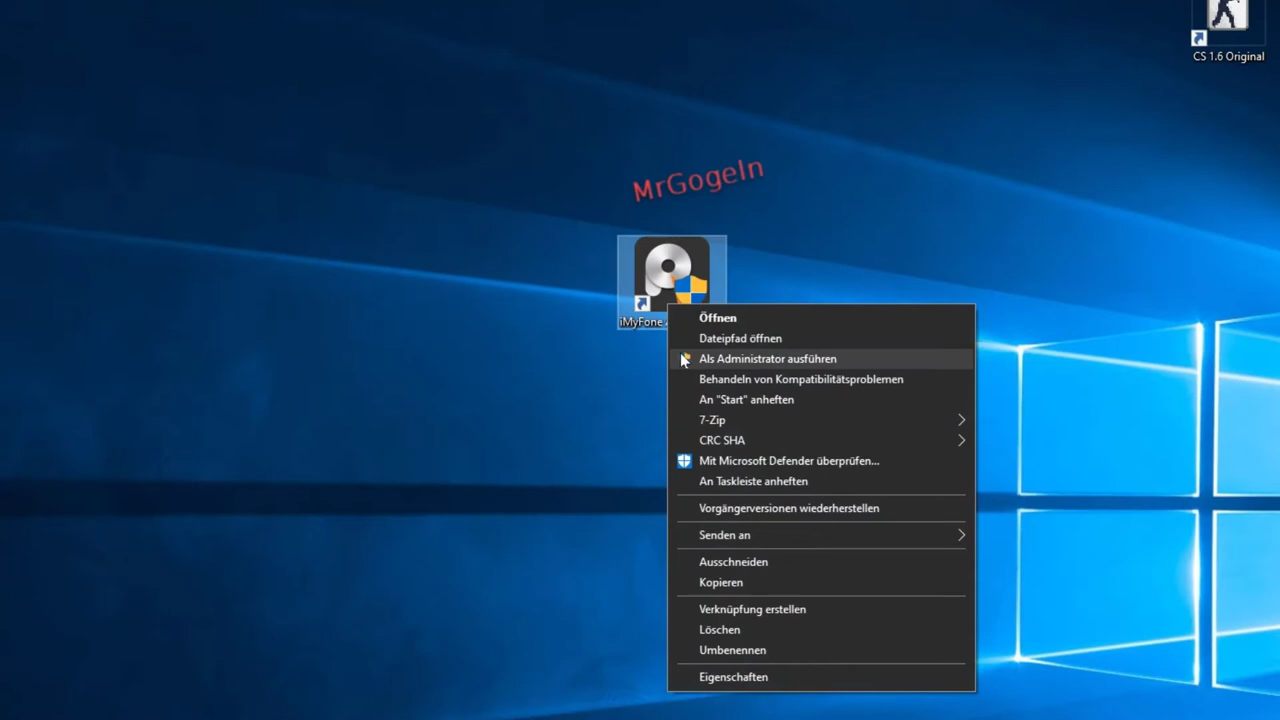 CS 1.6 Original
MrGogeIn
iMyFone
Öffnen
Dateipfad öffnen
Als Administrator ausführen
Behandeln von Kompatibilitätsproblemen
An "Start" anheften
7-Zip
CRC SHA
Mit Microsoft Defender überprüfen...
An Taskleiste anheften
Vorgängerversionen wiederherstellen
Senden an
Ausschneiden
Kopieren
Verknüpfung erstellen
Löschen
Umbenennen
Eigenschaften